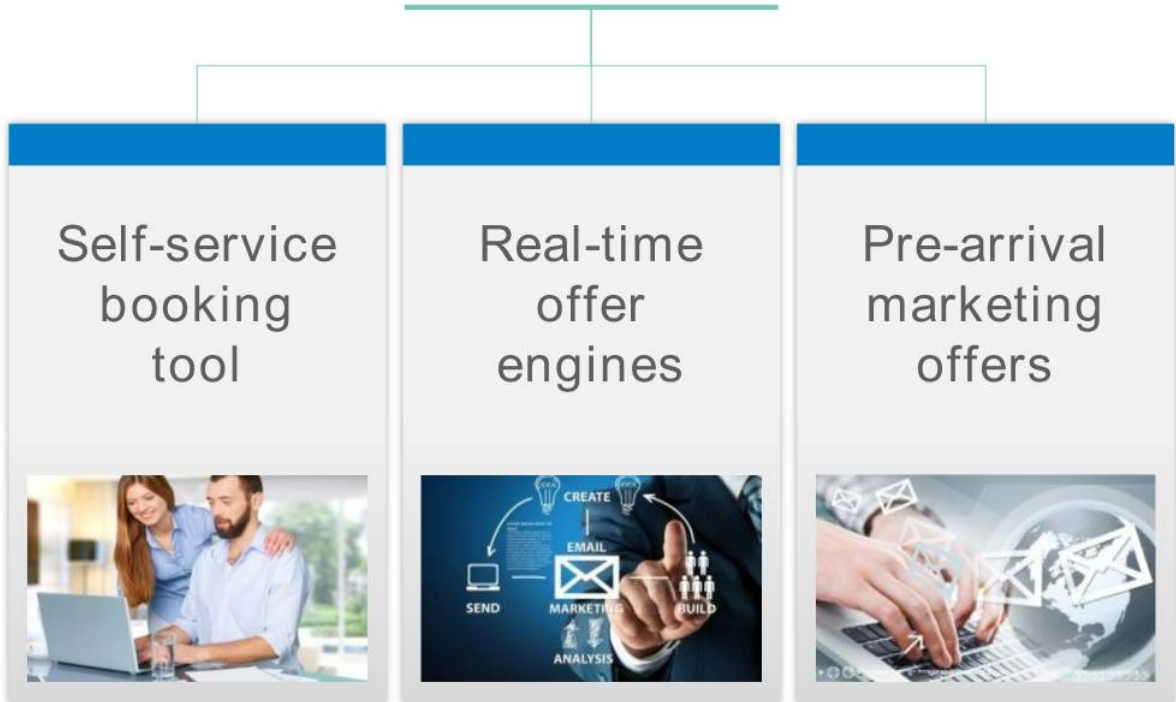 Self-service
booking
tool
Real-time
offer
engines
Pre-arrival
marketing
offers
CREATE
EMAIL
SEND
MARKETING
BUILD
ANALYSIS